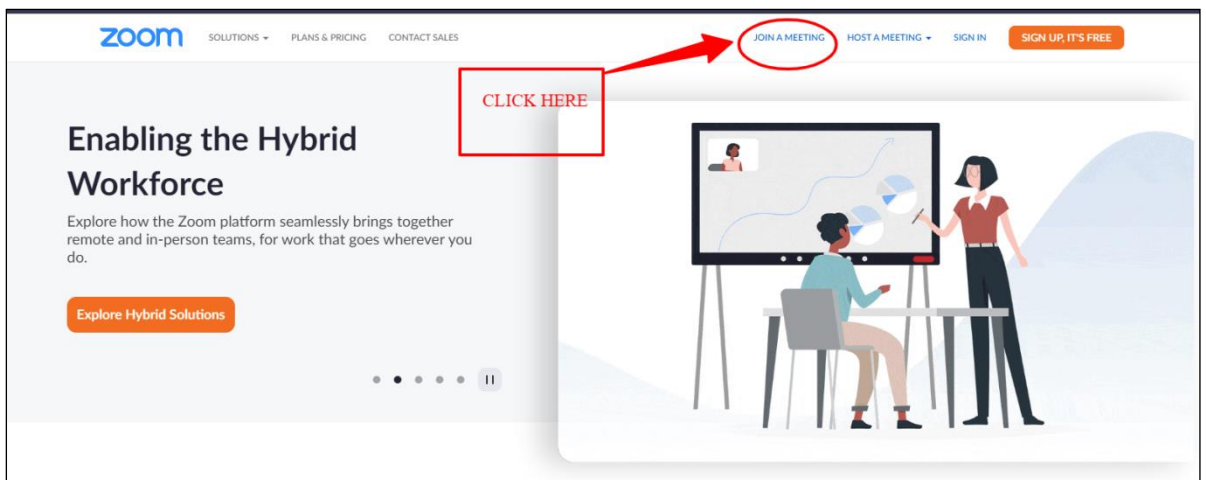 zoom SOLUTIONS PLANS & PRICING CONTACT SALES JOIN A MEETING HOST A MEETING SIGN IN SIGN UP, IT'S FREE
CLICK HERE
Enabling the Hybrid
Workforce
Explore how the Zoom platform seamlessly brings together
remote and in-person teams, for work that goes wherever you
do.
Explore Hybrid Solutions